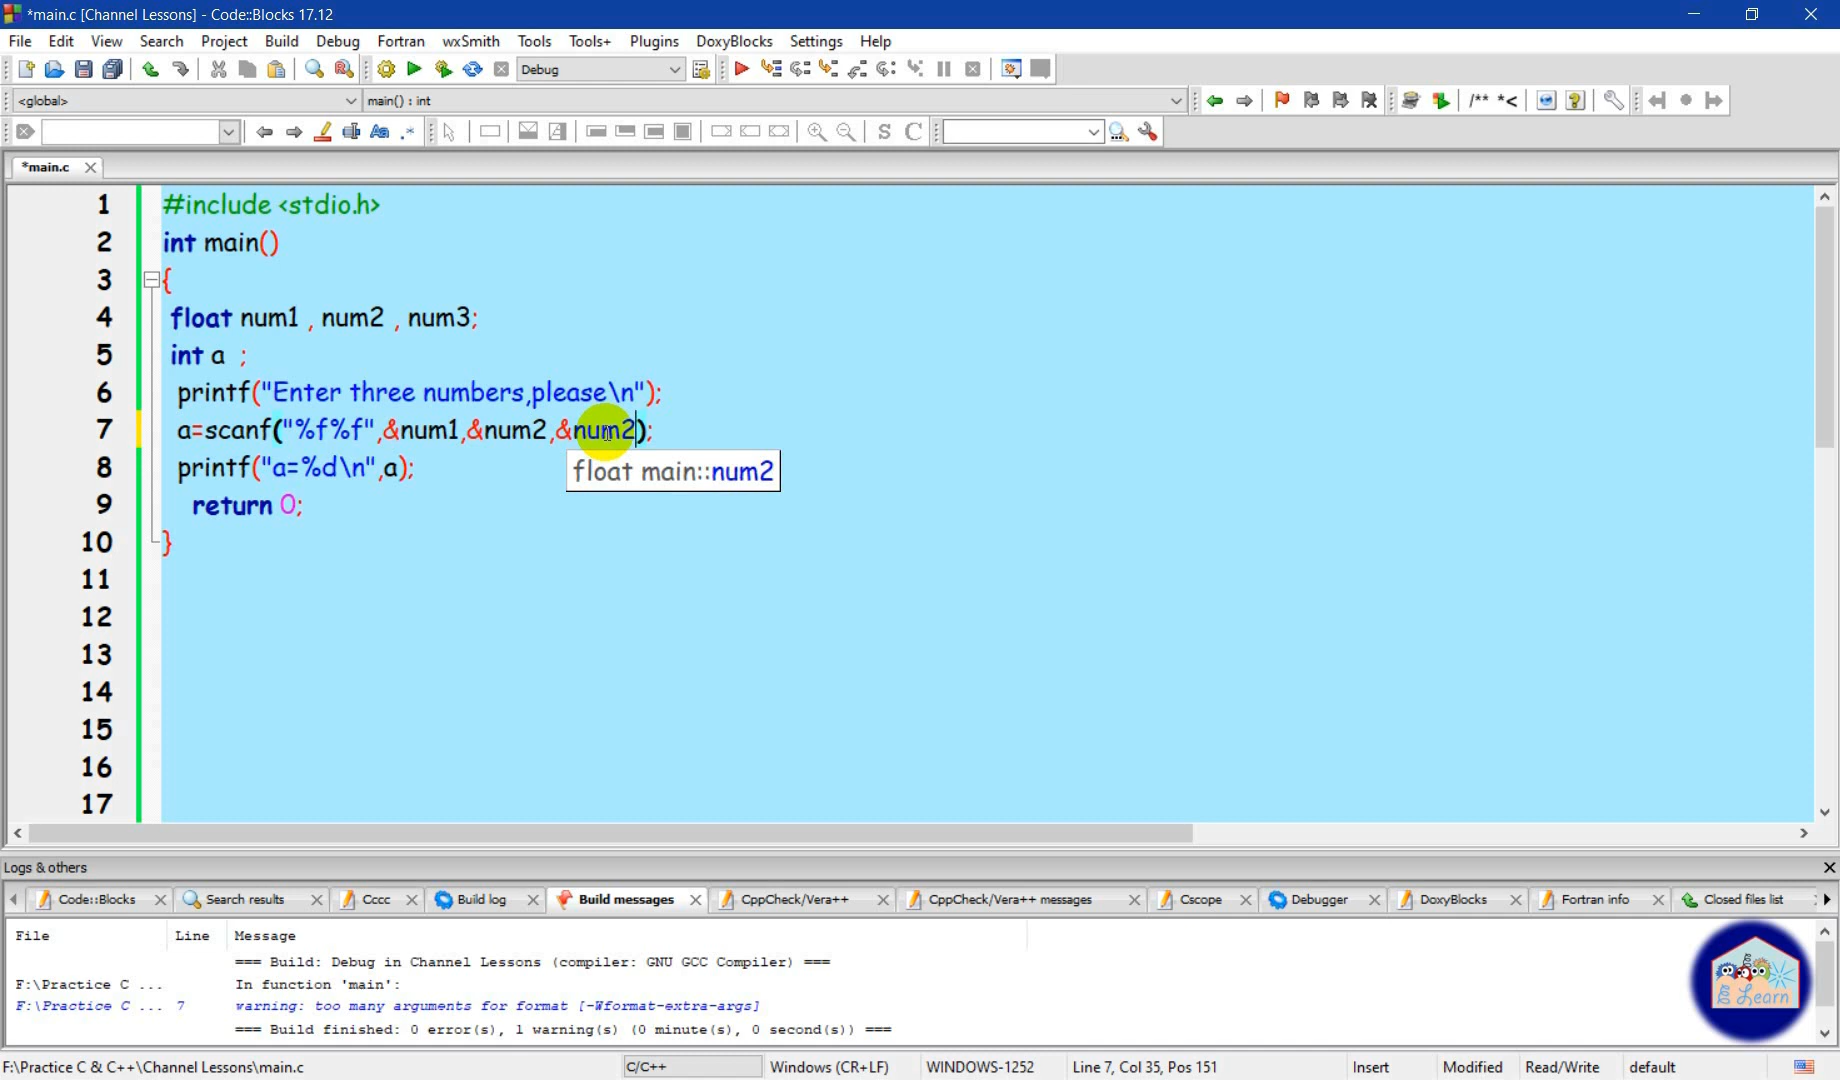 *main.c [Channel Lessons] - Code::Blocks 17.12
File Edit View Search Project Build Debug Fortran wxSmith Tools Tools+ Plugins DoxyBlocks Settings Help
Debug
<global> main() : int /** *<
Aa .* S C
*main.c
1 #include <stdio.h>
2 int main()
3 {
4 float num1 , num2 , num3;
5 int a ;
6 printf("Enter three numbers,please\n");
7 a=scanf("%f%f",&num1,&num2,&num2);
8 printf("a=%d\n",a);
float main::num2
9 return 0;
10 }
11
12
13
14
15
16
17
Logs & others
Code::Blocks Search results Cccc Build log Build messages CppCheck/Vera++ CppCheck/Vera++ messages Cscope Debugger DoxyBlocks Fortran info Closed files list
File Line Message
=== Build: Debug in Channel Lessons (compiler: GNU GCC Compiler) ===
F:\Practice C ... In function 'main':
F:\Practice C ... 7 warning: too many arguments for format [-Wformat-extra-args]
=== Build finished: 0 error(s), 1 warning(s) (0 minute(s), 0 second(s)) ===
Learn
F:\Practice C & C++\Channel Lessons\main.c C/C++ Windows (CR+LF) WINDOWS-1252 Line 7, Col 35, Pos 151 Insert Modified Read/Write default